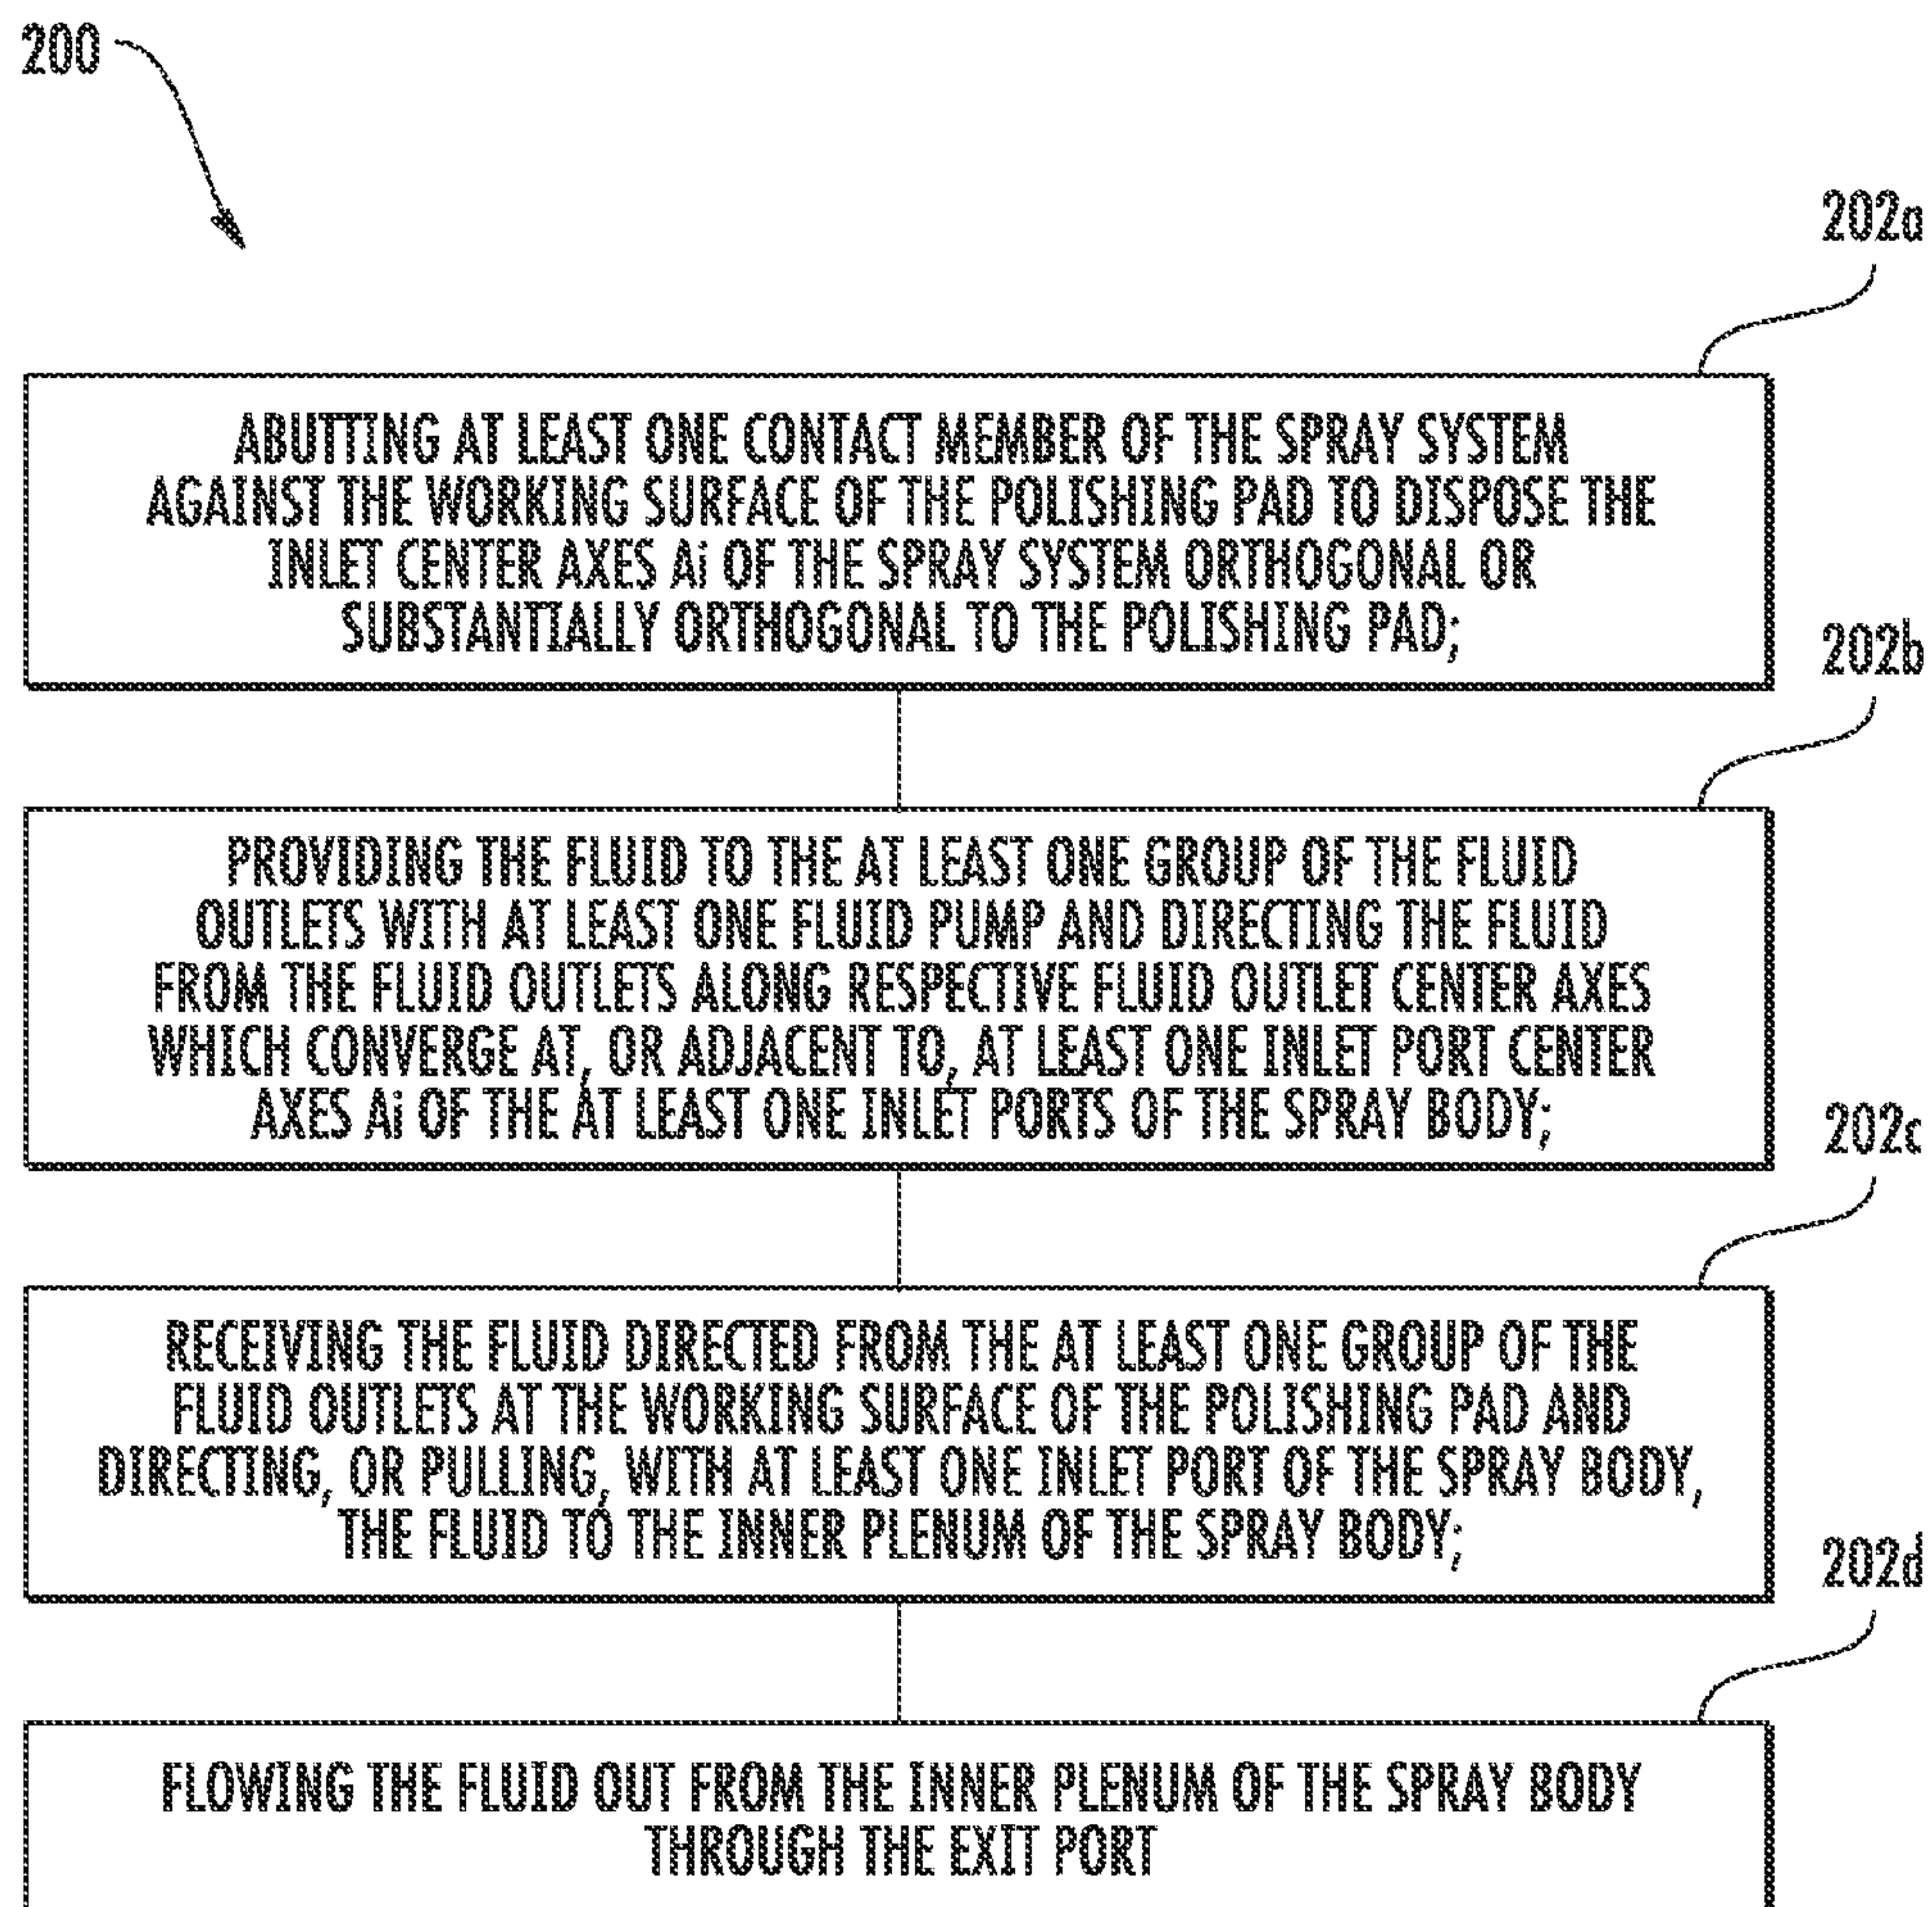 200
202a
ABUTTING AT LEAST ONE CONTACT MEMBER OF THE SPRAY SYSTEM
AGAINST THE WORKING SURFACE OF THE POLISHING PAD TO DISPOSE THE
INLET CENTER AXES Ai OF THE SPRAY SYSTEM ORTHOGONAL OR
SUBSTANTIALLY ORTHOGONAL TO THE POLISHING PAD;
202b
PROVIDING THE FLUID TO THE AT LEAST ONE GROUP OF THE FLUID
OUTLETS WITH AT LEAST ONE FLUID PUMP AND DIRECTING THE FLUID
FROM THE FLUID OUTLETS ALONG RESPECTIVE FLUID OUTLET CENTER AXES
WHICH CONVERGE AT, OR ADJACENT TO, AT LEAST ONE INLET PORT CENTER
AXES Ai OF THE AT LEAST ONE INLET PORTS OF THE SPRAY BODY;
202c
RECEIVING THE FLUID DIRECTED FROM THE AT LEAST ONE GROUP OF THE
FLUID OUTLETS AT THE WORKING SURFACE OF THE POLISHING PAD AND
DIRECTING, OR PULLING, WITH AT LEAST ONE INLET PORT OF THE SPRAY BODY,
THE FLUID TO THE INNER PLENUM OF THE SPRAY BODY;
202d
FLOWING THE FLUID OUT FROM THE INNER PLENUM OF THE SPRAY BODY
THROUGH THE EXIT PORT